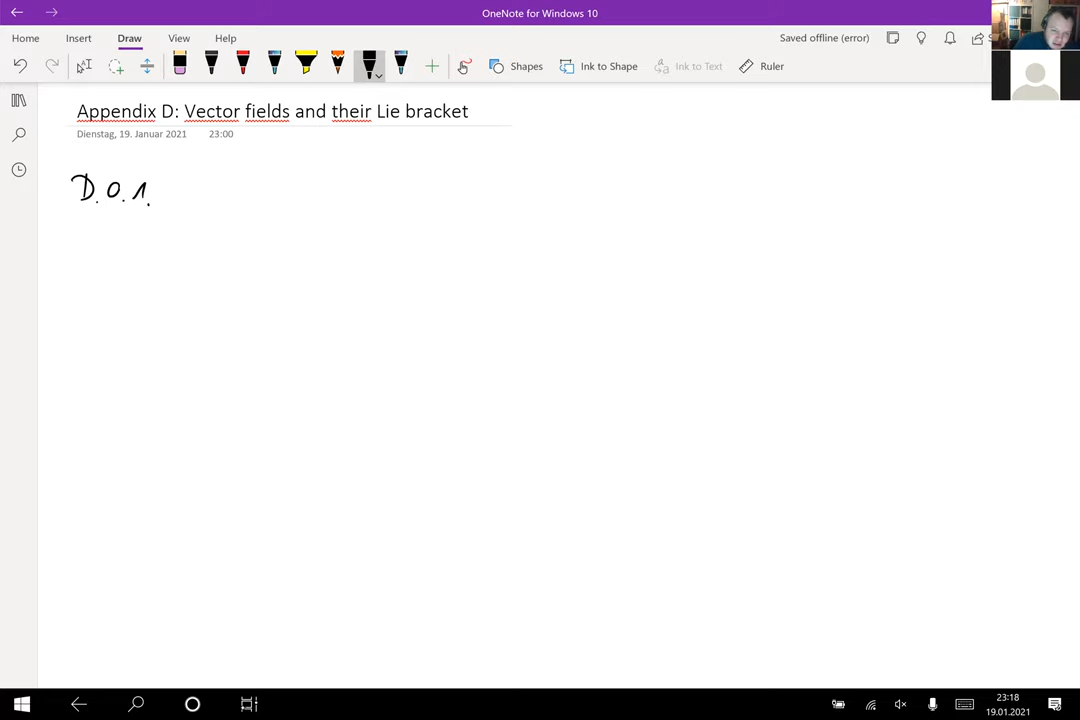 OneNote for Windows 10
Home Insert Draw View Help Saved offline (error)
Shapes Ink to Shape Ink to Text Ruler
Appendix D: Vector fields and their Lie bracket
Dienstag, 19. Januar 2021 23:00
D.0.1.
23:18
19.01.2021